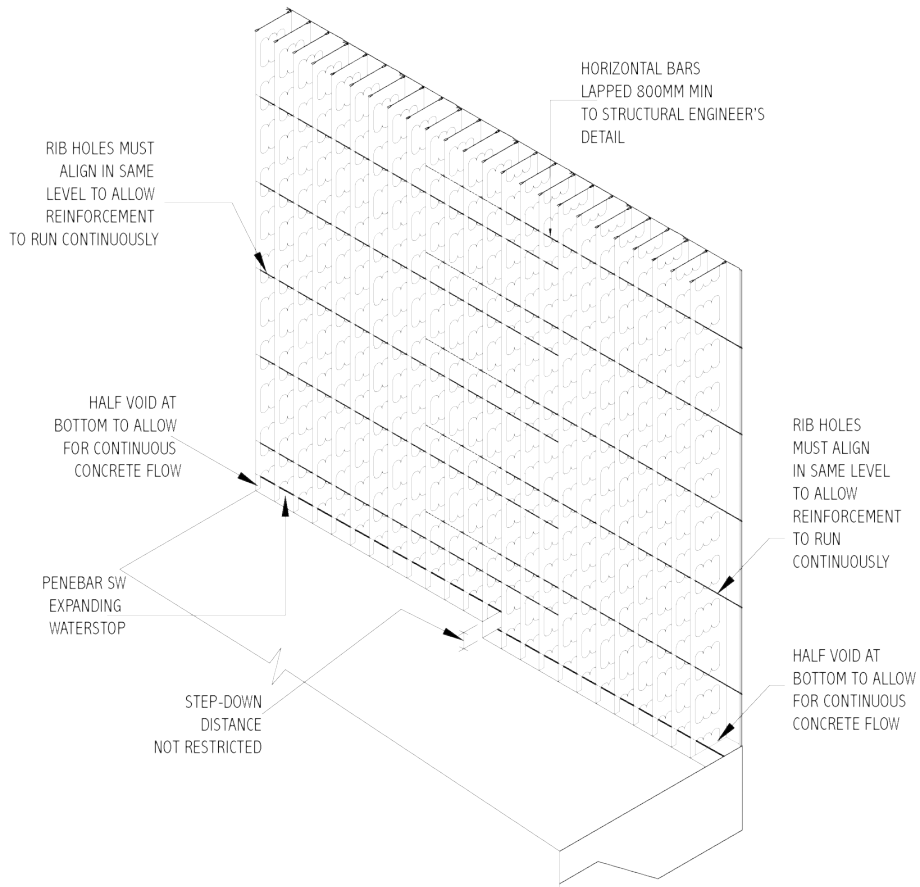 HORIZONTAL BARS
LAPPED 800MM MIN
TO STRUCTURAL ENGINEER'S
DETAIL
RIB HOLES MUST
ALIGN IN SAME
LEVEL TO ALLOW
REINFORCEMENT
TO RUN CONTINUOUSLY
HALF VOID AT
BOTTOM TO ALLOW
FOR CONTINUOUS
CONCRETE FLOW
RIB HOLES
MUST ALIGN
IN SAME LEVEL
TO ALLOW
REINFORCEMENT
TO RUN
CONTINUOUSLY
PENEBAR SW
EXPANDING
WATERSTOP
STEP-DOWN
DISTANCE
NOT RESTRICTED
HALF VOID AT
BOTTOM TO ALLOW
FOR CONTINUOUS
CONCRETE FLOW